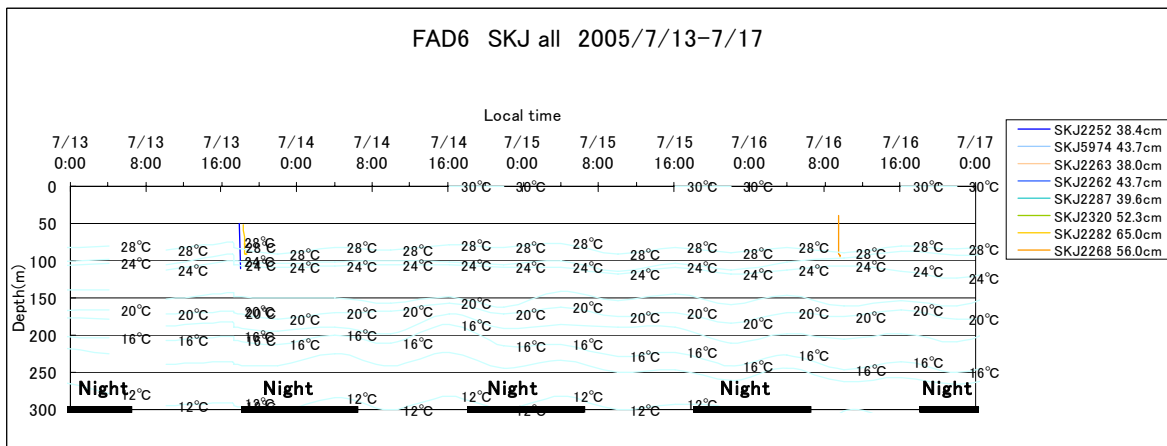 FAD6 SKJ all 2005/7/13-7/17
Local time
7/13 7/13 7/13 7/14 7/14 7/14 7/15 7/15 7/15 7/16 7/16 7/16 7/17
0:00 8:00 16:00 0:00 8:00 16:00 0:00 8:00 16:00 0:00 8:00 16:00 0:00
SKJ2252 38.4cm
SKJ5974 43.7cm
SKJ2263 38.0cm
SKJ2262 43.7cm
SKJ2287 39.6cm
SKJ2320 52.3cm
SKJ2282 65.0cm
SKJ2268 56.0cm
Depth(m)
0 30℃ 30℃ 30℃ 30℃ 30℃ 30℃
50
28℃ 28℃ 28℃ 28℃ 28℃ 28℃ 28℃ 28℃ 28℃ 28℃ 28℃ 28℃ 28℃ 28℃ 28℃ 28℃
100 24℃ 24℃ 24℃ 24℃ 24℃ 24℃ 24℃ 24℃ 24℃ 24℃ 24℃ 24℃ 24℃ 24℃ 24℃ 24℃
150
20℃ 20℃ 20℃ 20℃ 20℃ 20℃ 20℃ 20℃ 20℃ 20℃ 20℃ 20℃ 20℃ 20℃ 20℃ 20℃
200 16℃ 16℃ 16℃ 16℃ 16℃ 16℃ 16℃ 16℃ 16℃ 16℃ 16℃ 16℃ 16℃ 16℃ 16℃ 16℃
250
Night Night Night Night Night
12℃ 12℃ 12℃ 12℃ 12℃ 12℃ 12℃ 12℃ 12℃ 12℃ 12℃
300